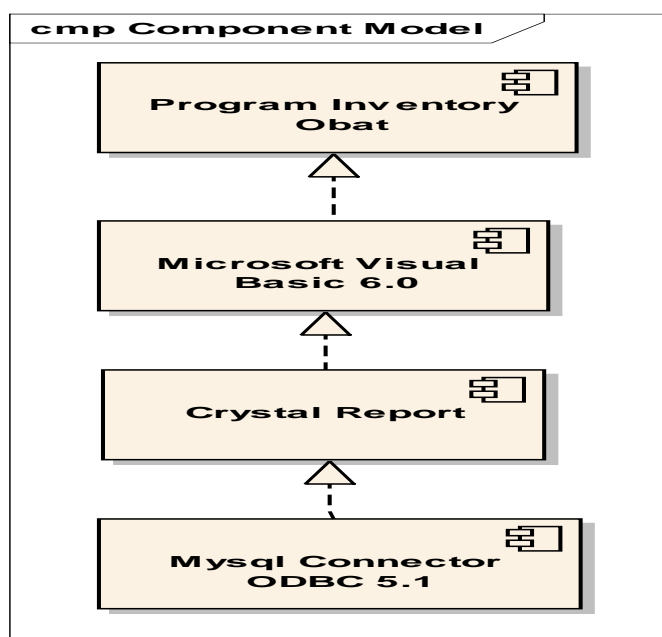 cmp Component Model
Program Inventory
Obat
Microsoft Visual
Basic 6.0
Crystal Report
Mysql Connector
ODBC 5.1